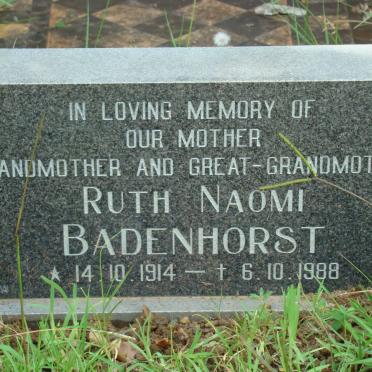 IN LOVING MEMORY OF
OUR MOTHER
ANDMOTHER AND GREAT-GRANDMOT
RUTH NAOMI
BADENHORST
* 14.10.1914 — † 6.10.1988